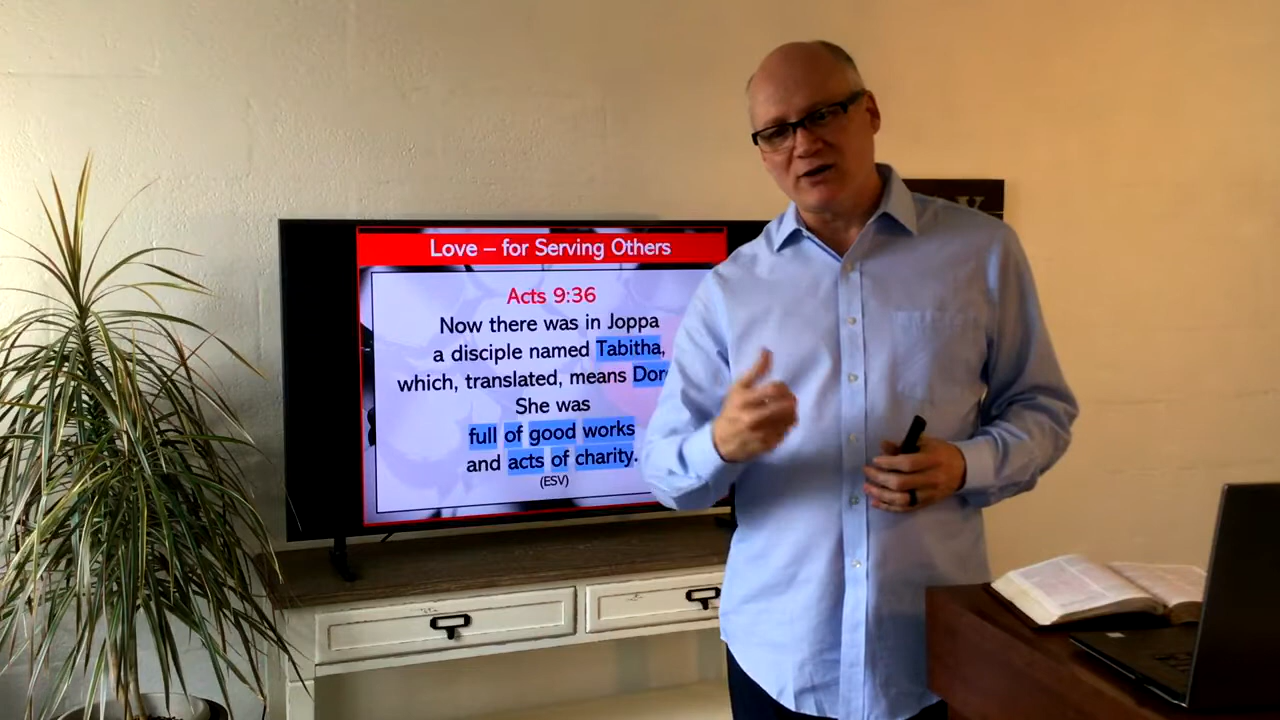 Love – for Serving Others
Acts 9:36
Now there was in Joppa
a disciple named Tabitha,
which, translated, means
She was
full of good works
and acts of charity.
(ESV)